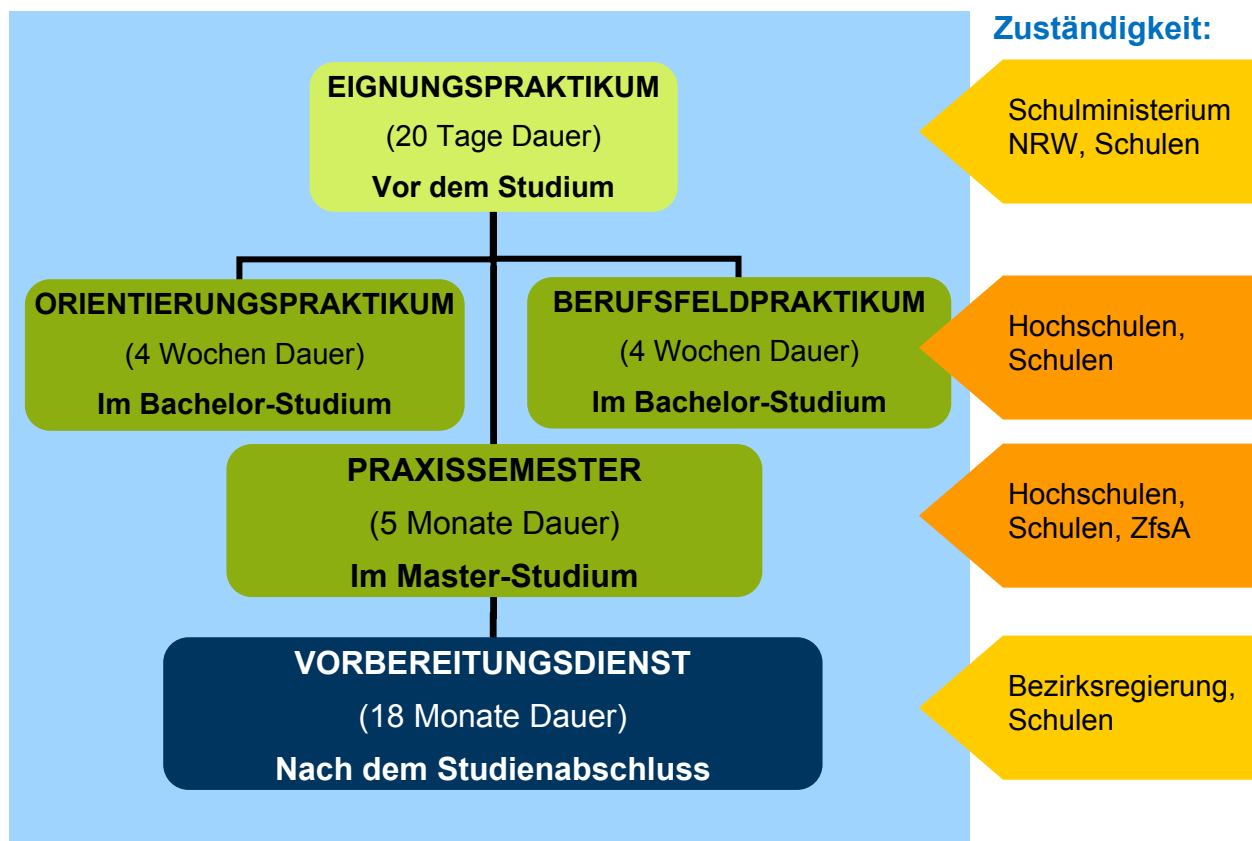 Zuständigkeit:
EIGNUNGSPRAKTIKUM
(20 Tage Dauer)
Vor dem Studium
Schulministerium
NRW, Schulen
ORIENTIERUNGSPRAKTIKUM
(4 Wochen Dauer)
Im Bachelor-Studium
BERUFSFELDPRAKTIKUM
(4 Wochen Dauer)
Im Bachelor-Studium
Hochschulen,
Schulen
PRAXISSEMESTER
(5 Monate Dauer)
Im Master-Studium
Hochschulen,
Schulen, ZfsA
VORBEREITUNGSDIENST
(18 Monate Dauer)
Nach dem Studienabschluss
Bezirksregierung,
Schulen